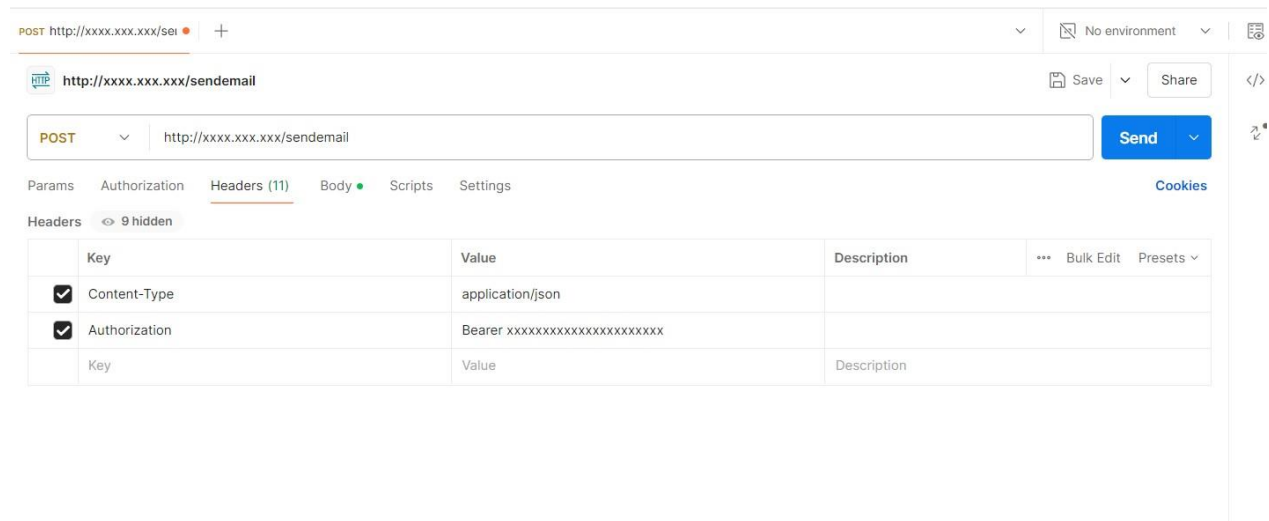 POST http://xxxx.xxx.xxx/sei No environment
HTTP http://xxxx.xxx.xxx/sendemail Save Share </>
POST http://xxxx.xxx.xxx/sendemail Send
Params Authorization Headers (11) Body Scripts Settings Cookies
Headers 9 hidden
Key Value Description Bulk Edit Presets
Content-Type application/json
Authorization Bearer xxxxxxxxxxxxxxxxxxxxxx
Key Value Description